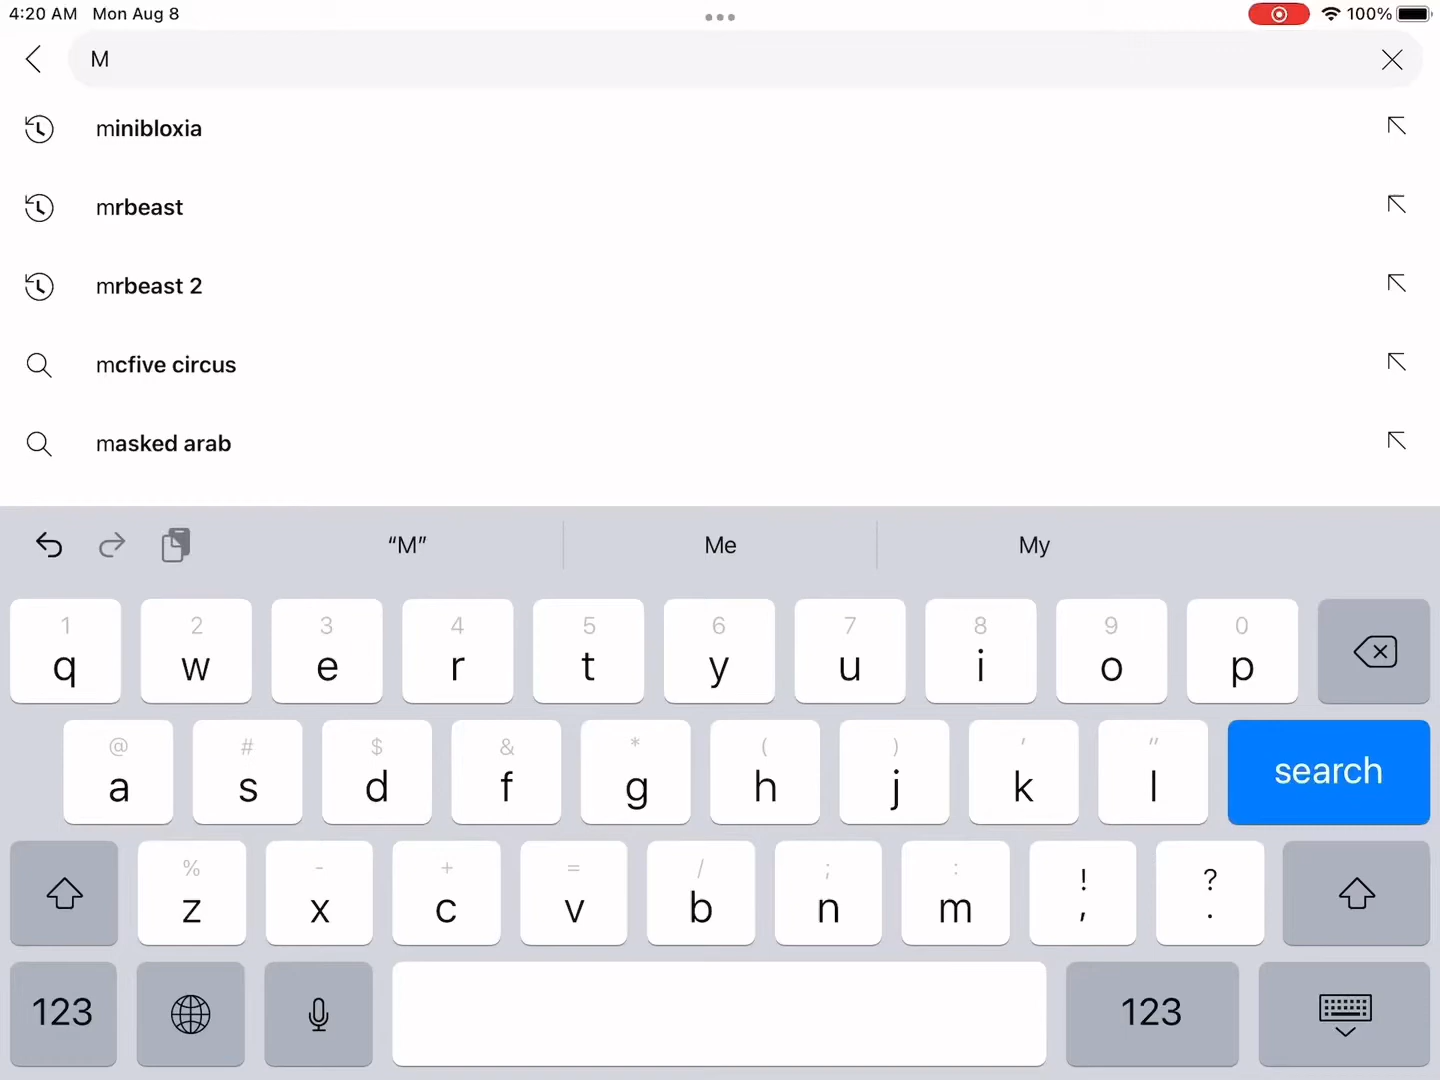 4:20 AM Mon Aug 8 100%
M
minibloxia
mrbeast
mrbeast 2
mcfive circus
masked arab
“M” Me My
1 2 3 4 5 6 7 8 9 0
q w e r t y u i o p
@ # $ & * ( ) ' "
a s d f g h j k l search
% - + = / ; : ! ?
z x c v b n m , .
123 123